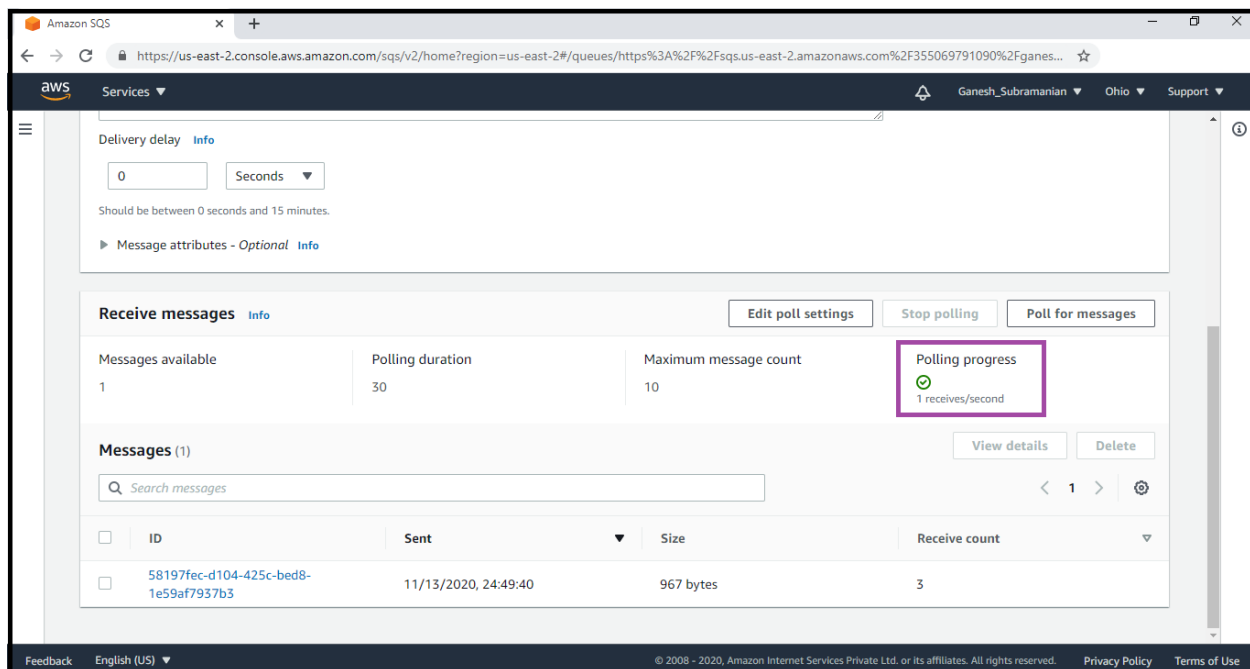 Amazon SQS
https://us-east-2.console.aws.amazon.com/sqs/v2/home?region=us-east-2#/queues/https%3A%2F%2Fsqs.us-east-2.amazonaws.com%2F355069791090%2Fganes...
aws Services Ganesh_Subramanian Ohio Support
Delivery delay Info
0 Seconds
Should be between 0 seconds and 15 minutes.
Message attributes - Optional Info
Receive messages Info Edit poll settings Stop polling Poll for messages
Messages available Polling duration Maximum message count Polling progress
1 30 10
1 receives/second
Messages (1) View details Delete
Search messages 1
ID Sent Size Receive count
58197fec-d104-425c-bed8-
1e59af7937b3 11/13/2020, 24:49:40 967 bytes 3
Feedback English (US) © 2008 - 2020, Amazon Internet Services Private Ltd. or its affiliates. All rights reserved. Privacy Policy Terms of Use